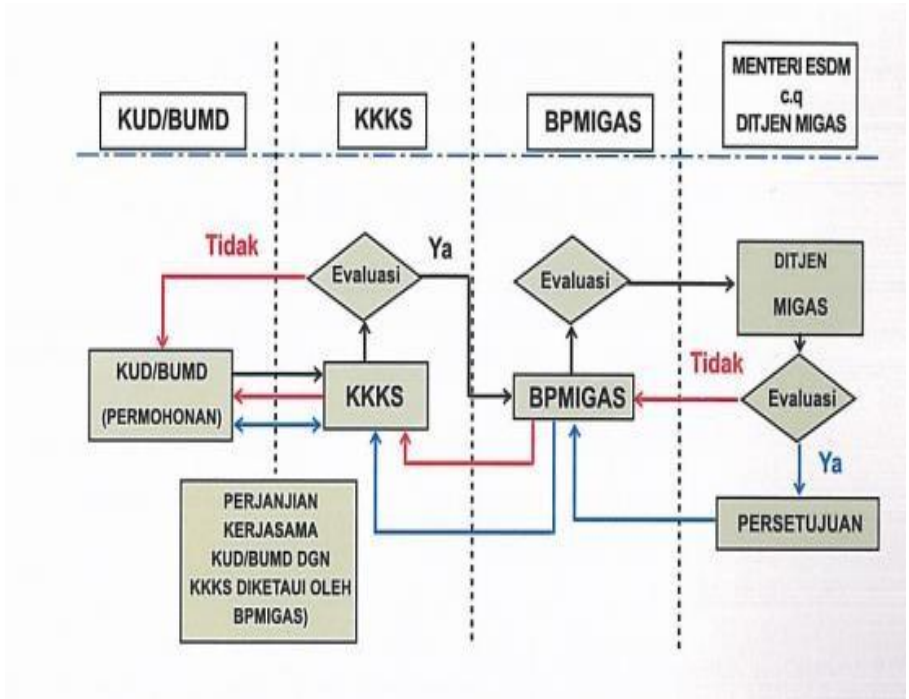 KUD/BUMD
KKKS
BPMIGAS
MENTERI ESDM
c.q
DITJEN MIGAS
Tidak
Evaluasi
Ya
Evaluasi
DITJEN
MIGAS
KUD/BUMD
(PERMOHONAN)
KKKS
BPMIGAS
Tidak
Evaluasi
Ya
PERJANJIAN
KERJASAMA
KUD/BUMD DGN
KKKS DIKETAUI OLEH
BPMIGAS)
PERSETUJUAN